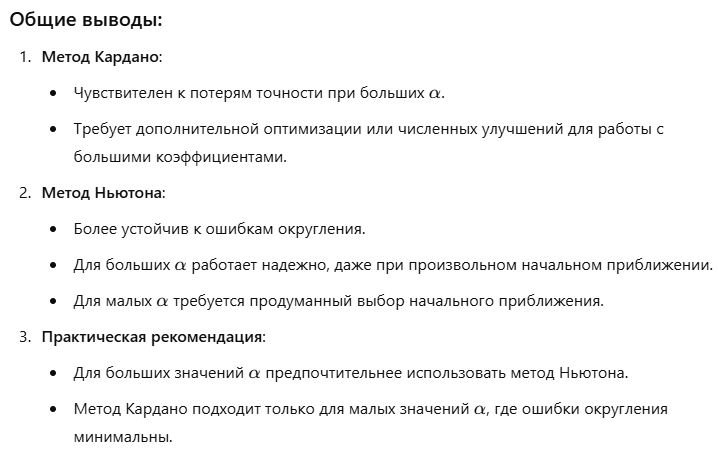 Общие выводы:
1. Метод Кардано:
• Чувствителен к потерям точности при больших α.
• Требует дополнительной оптимизации или численных улучшений для работы с
большими коэффициентами.
2. Метод Ньютона:
• Более устойчив к ошибкам округления.
• Для больших α работает надежно, даже при произвольном начальном приближении.
• Для малых α требуется продуманный выбор начального приближения.
3. Практическая рекомендация:
• Для больших значений α предпочтительнее использовать метод Ньютона.
• Метод Кардано подходит только для малых значений α, где ошибки округления
минимальны.